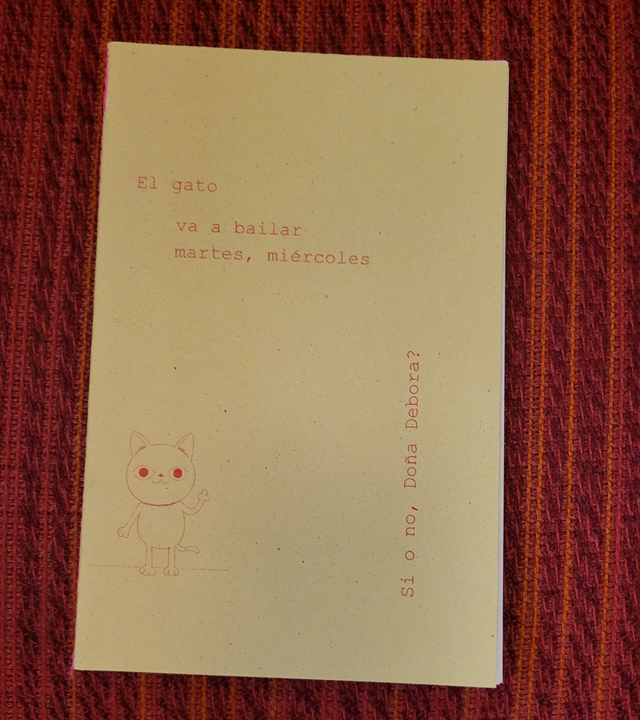 El gato
va a bailar
martes, miércoles
Si o no, Doña Debora?